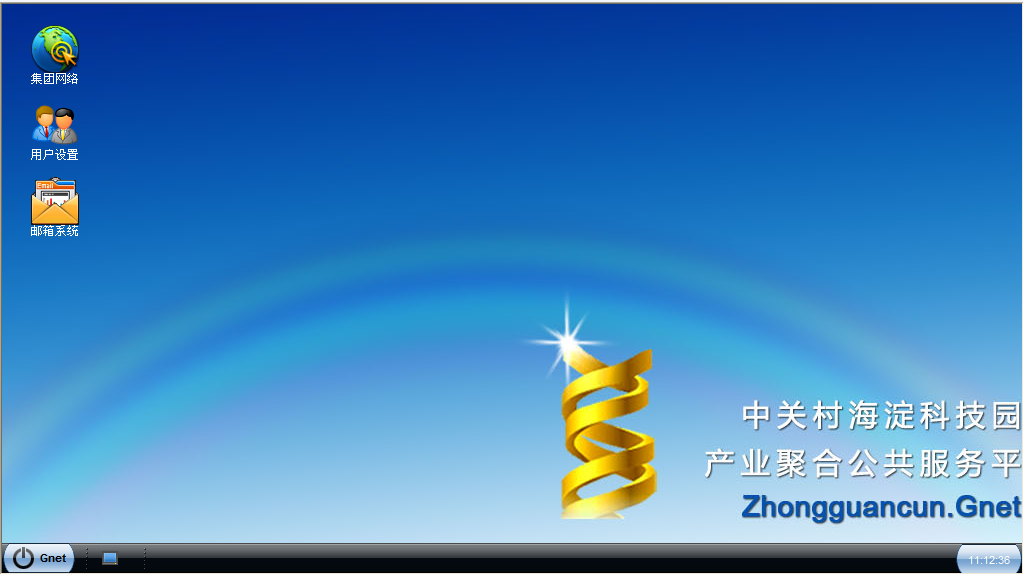 集团网络
用户设置
Email
邮箱系统
中关村海淀科技园
产业聚合公共服务平
Zhongguancun.Gnet
Gnet
11:12:36